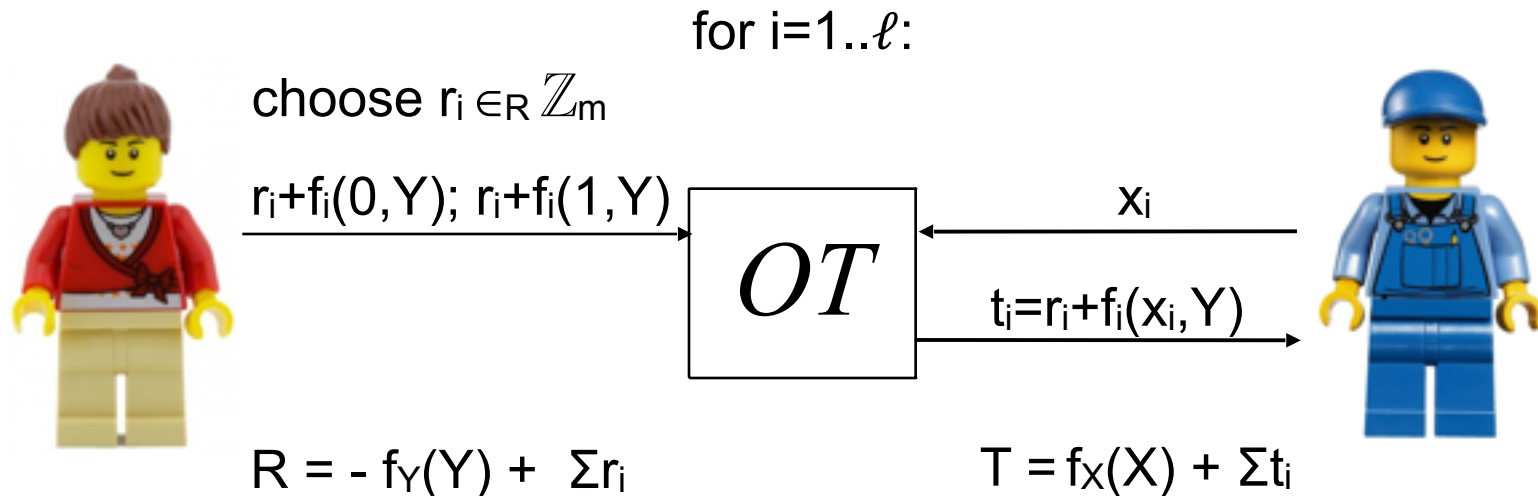 for i=1..ℓ:
choose rᵢ ∈R ℤm
rᵢ+fᵢ(0,Y); rᵢ+fᵢ(1,Y)
xᵢ
OT
tᵢ=rᵢ+fᵢ(xᵢ,Y)
R = - fY(Y) + Σrᵢ
T = fX(X) + Σtᵢ